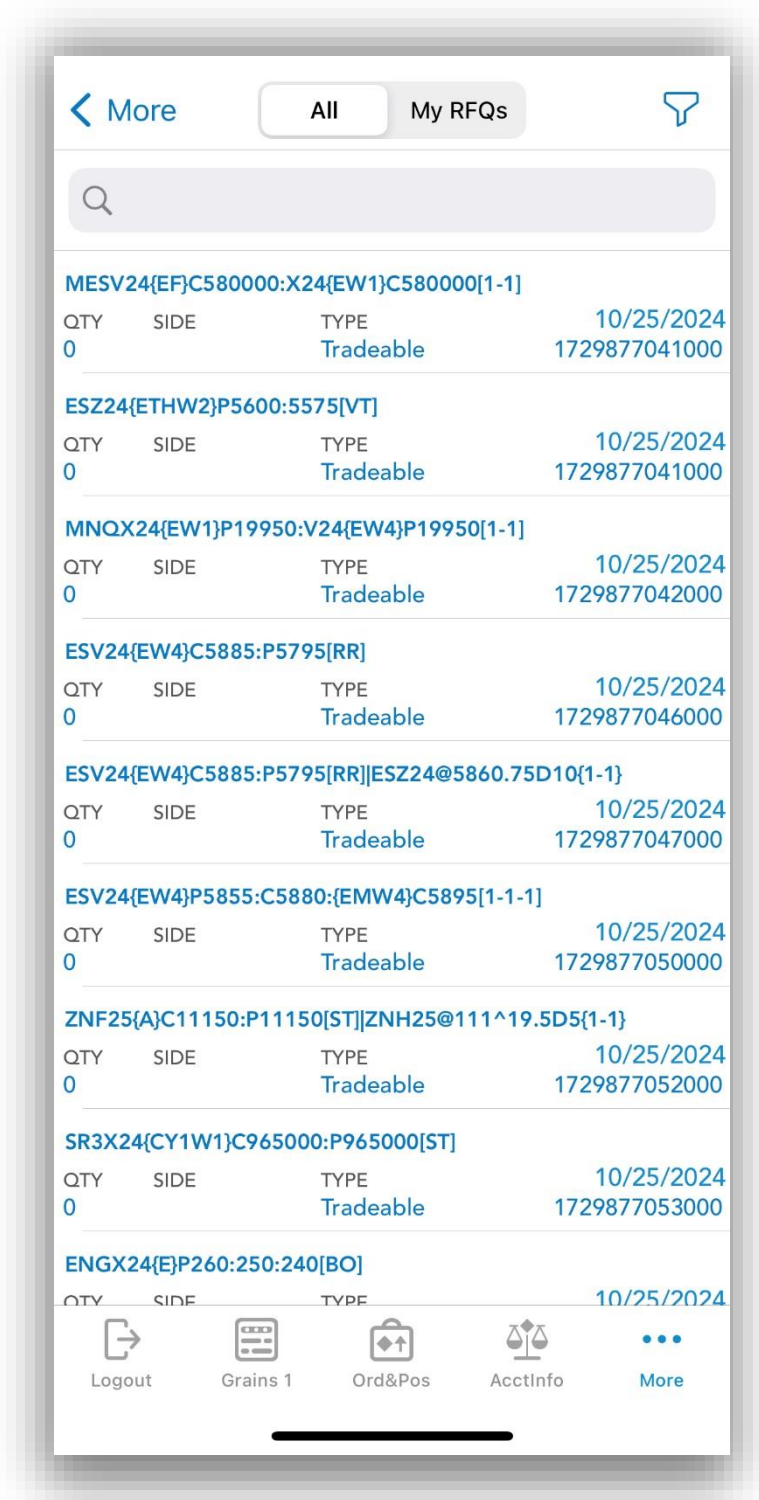 More All My RFQs
MESV24{EF}C580000:X24{EW1}C580000[1-1]
QTY SIDE TYPE 10/25/2024
0 Tradeable 1729877041000
ESZ24{ETHW2}P5600:5575[VT]
QTY SIDE TYPE 10/25/2024
0 Tradeable 1729877041000
MNQX24{EW1}P19950:V24{EW4}P19950[1-1]
QTY SIDE TYPE 10/25/2024
0 Tradeable 1729877042000
ESV24{EW4}C5885:P5795[RR]
QTY SIDE TYPE 10/25/2024
0 Tradeable 1729877046000
ESV24{EW4}C5885:P5795[RR]|ESZ24@5860.75D10{1-1}
QTY SIDE TYPE 10/25/2024
0 Tradeable 1729877047000
ESV24{EW4}P5855:C5880:{EMW4}C5895[1-1-1]
QTY SIDE TYPE 10/25/2024
0 Tradeable 1729877050000
ZNF25{A}C11150:P11150[ST]|ZNH25@111^19.5D5{1-1}
QTY SIDE TYPE 10/25/2024
0 Tradeable 1729877052000
SR3X24{CY1W1}C965000:P965000[ST]
QTY SIDE TYPE 10/25/2024
0 Tradeable 1729877053000
ENGX24{E}P260:250:240[BO]
QTY SIDE TYPE 10/25/2024
Logout Grains 1 Ord&Pos AcctInfo More